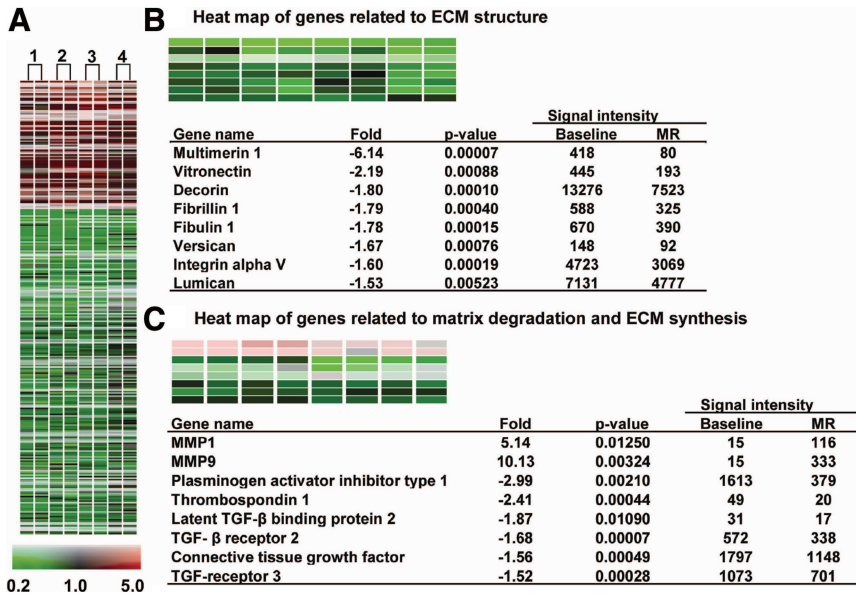 A
1 2 3 4
0.2 1.0 5.0
B Heat map of genes related to ECM structure
Signal intensity
Gene name Fold p-value Baseline MR
Multimerin 1 -6.14 0.00007 418 80
Vitronectin -2.19 0.00088 445 193
Decorin -1.80 0.00010 13276 7523
Fibrillin 1 -1.79 0.00040 588 325
Fibulin 1 -1.78 0.00015 670 390
Versican -1.67 0.00076 148 92
Integrin alpha V -1.60 0.00019 4723 3069
Lumican -1.53 0.00523 7131 4777
C Heat map of genes related to matrix degradation and ECM synthesis
Signal intensity
Gene name Fold p-value Baseline MR
MMP1 5.14 0.01250 15 116
MMP9 10.13 0.00324 15 333
Plasminogen activator inhibitor type 1 -2.99 0.00210 1613 379
Thrombospondin 1 -2.41 0.00044 49 20
Latent TGF-β binding protein 2 -1.87 0.01090 31 17
TGF- β receptor 2 -1.68 0.00007 572 338
Connective tissue growth factor -1.56 0.00049 1797 1148
TGF-receptor 3 -1.52 0.00028 1073 701